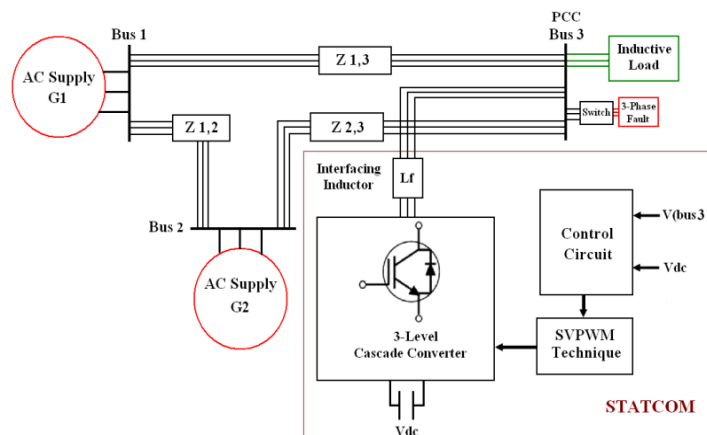 PCC
Bus 1
Bus 3
AC Supply
G1
Z 1,3
Inductive
Load
Z 1,2
Z 2,3
Switch
3-Phase
Fault
Interfacing
Inductor
Lf
Bus 2
AC Supply
G2
Control
Circuit
V(bus3
Vdc
3-Level
Cascade Converter
SVPWM
Technique
Vdc
STATCOM